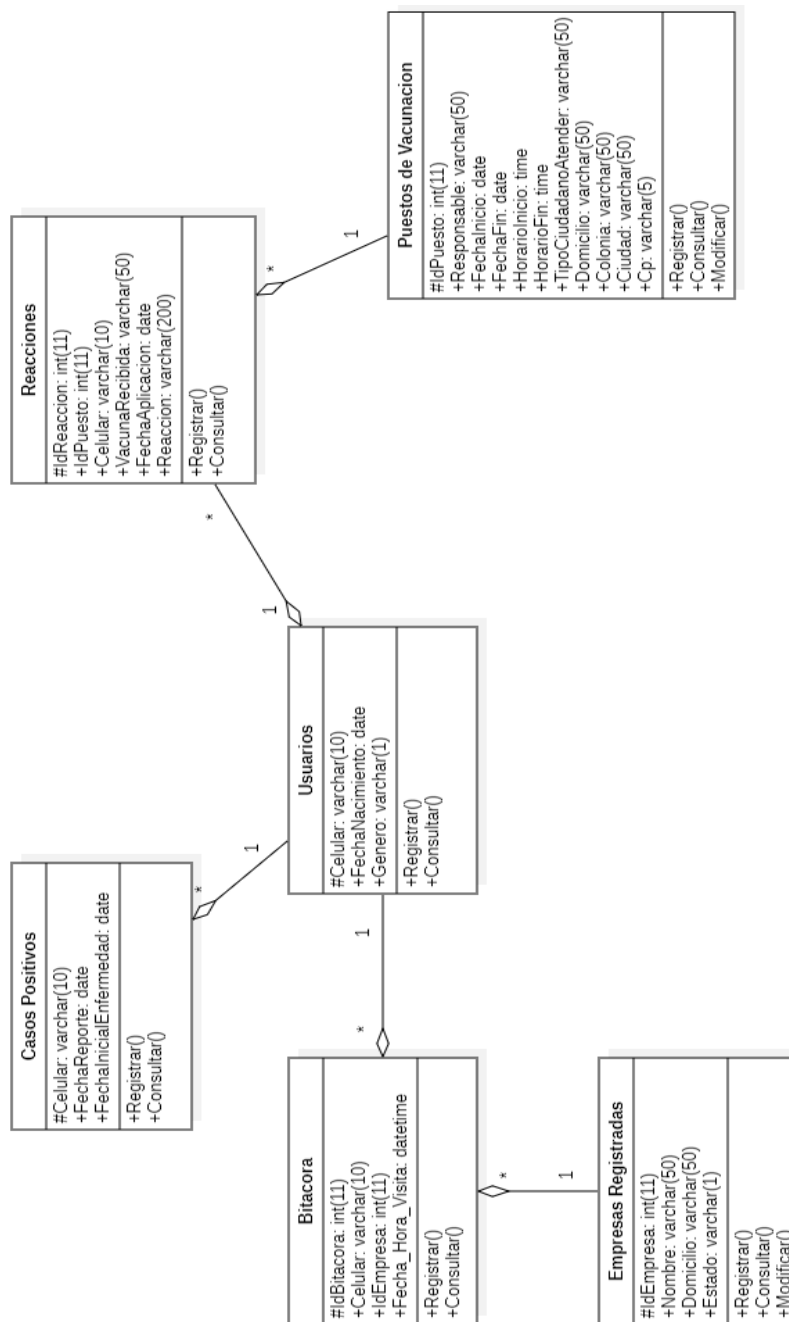 Casos Positivos
#Celular: varchar(10)
+FechaReporte: date
+FechaInicialEnfermedad: date
+Registrar()
+Consultar()
*
1
Reacciones
#IdReaccion: int(11)
+IdPuesto: int(11)
+Celular: varchar(10)
+VacunaRecibida: varchar(50)
+FechaAplicacion: date
+Reaccion: varchar(200)
+Registrar()
+Consultar()
*
1
*
1
Bitacora
#IdBitacora: int(11)
+Celular: varchar(10)
+IdEmpresa: int(11)
+Fecha_Hora_Visita: datetime
+Registrar()
+Consultar()
*
1
Usuarios
#Celular: varchar(10)
+FechaNacimiento: date
+Genero: varchar(1)
+Registrar()
+Consultar()
Puestos de Vacunacion
#IdPuesto: int(11)
+Responsable: varchar(50)
+FechaInicio: date
+FechaFin: date
+HorarioInicio: time
+HorarioFin: time
+TipoCiudadanoAtender: varchar(50)
+Domicilio: varchar(50)
+Colonia: varchar(50)
+Ciudad: varchar(50)
+Cp: varchar(5)
+Registrar()
+Consultar()
+Modificar()
*
1
Empresas Registradas
#IdEmpresa: int(11)
+Nombre: varchar(50)
+Domicilio: varchar(50)
+Estado: varchar(1)
+Registrar()
+Consultar()
+Modificar()